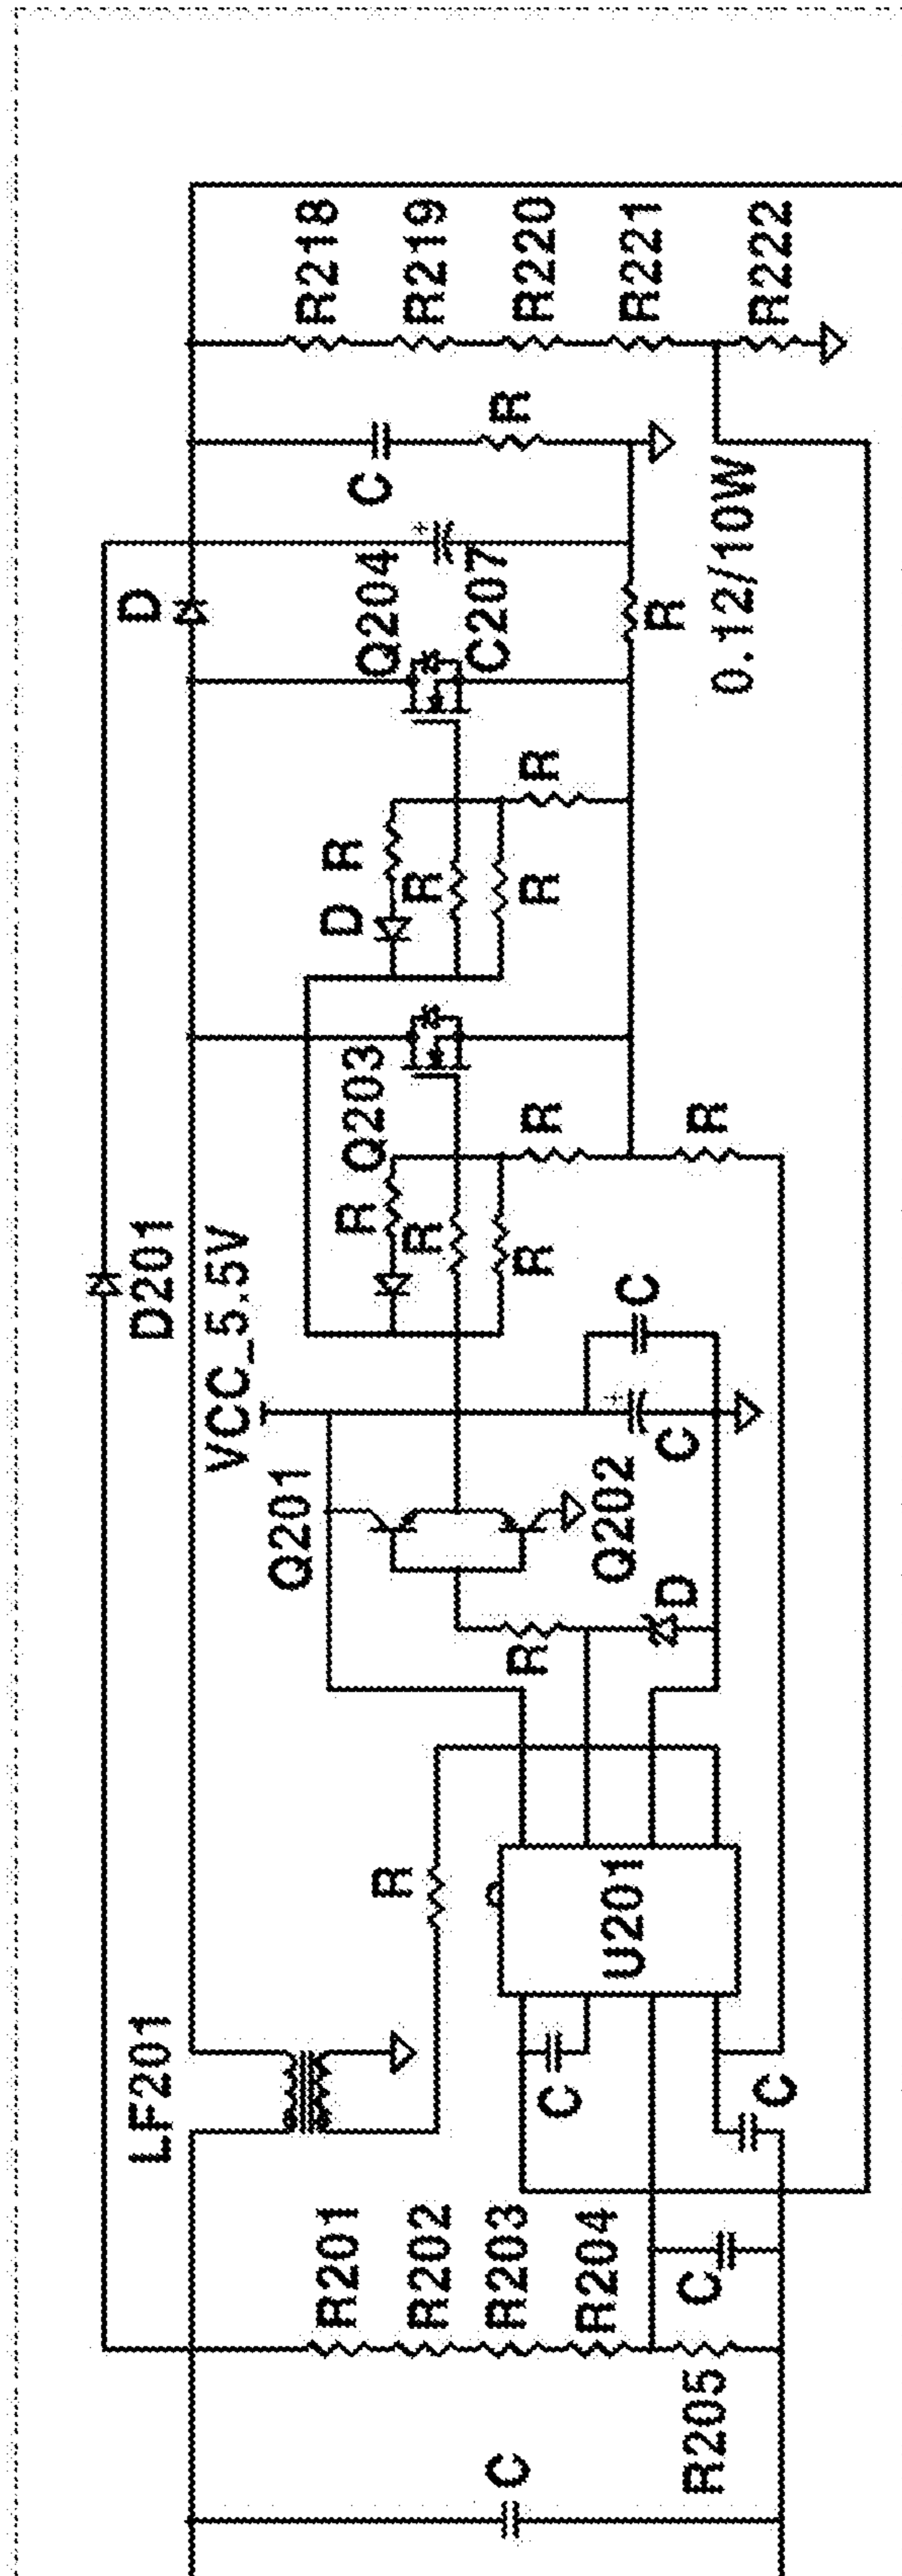 R218
R219
R220
R221
R222
R
C
D
Q204
C207
R
0.12/10W
R
D R
R
R
Q203
R
R
R
R
R
D201
VCC_5.5V
C
C
Q201
Q202
D
R
R
U201
LF201
C
C
R201
R202
R203
R204
C
R205
C